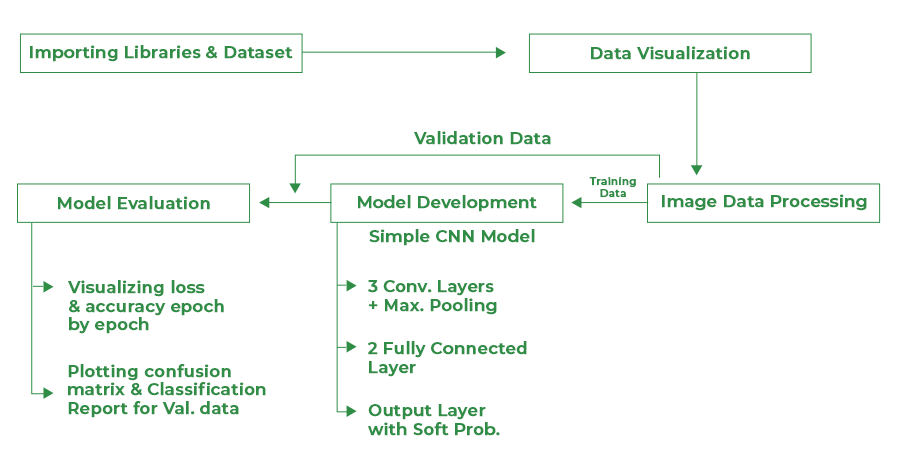 Importing Libraries & Dataset
Data Visualization
Validation Data
Training
Data
Model Evaluation
Model Development
Image Data Processing
Simple CNN Model
Visualizing loss
& accuracy epoch
by epoch
Plotting confusion
matrix & Classification
Report for Val. data
3 Conv. Layers
+ Max. Pooling
2 Fully Connected
Layer
Output Layer
with Soft Prob.